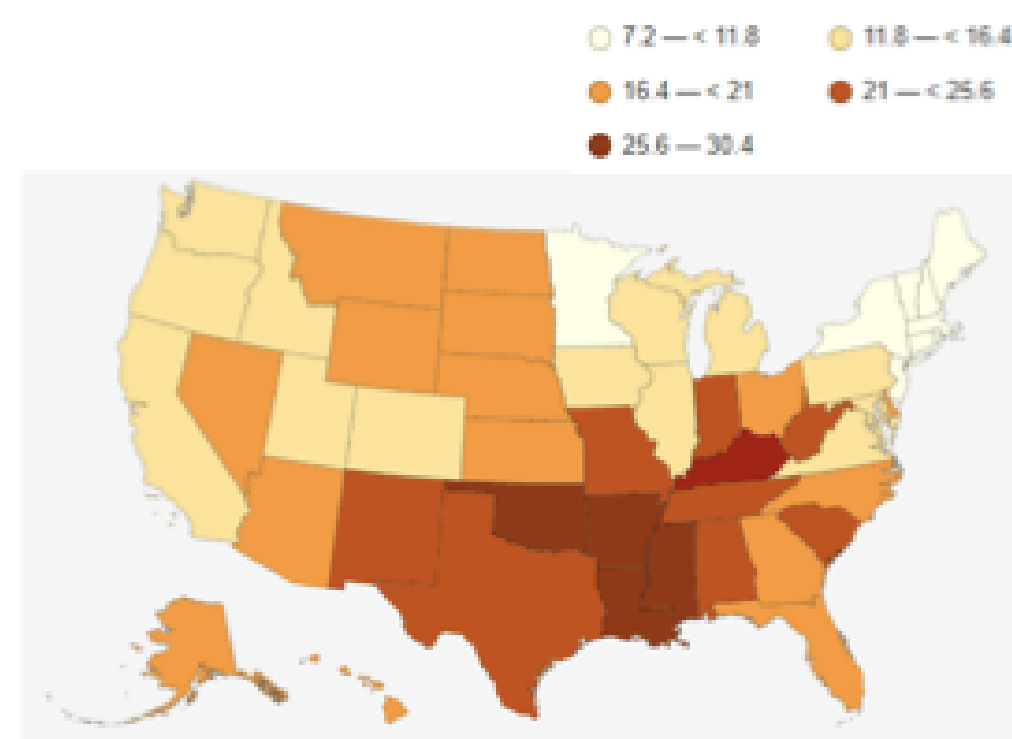 7.2 — < 11.8 11.8 — < 16.4
16.4 — < 21 21 — < 25.6
25.6 — 30.4